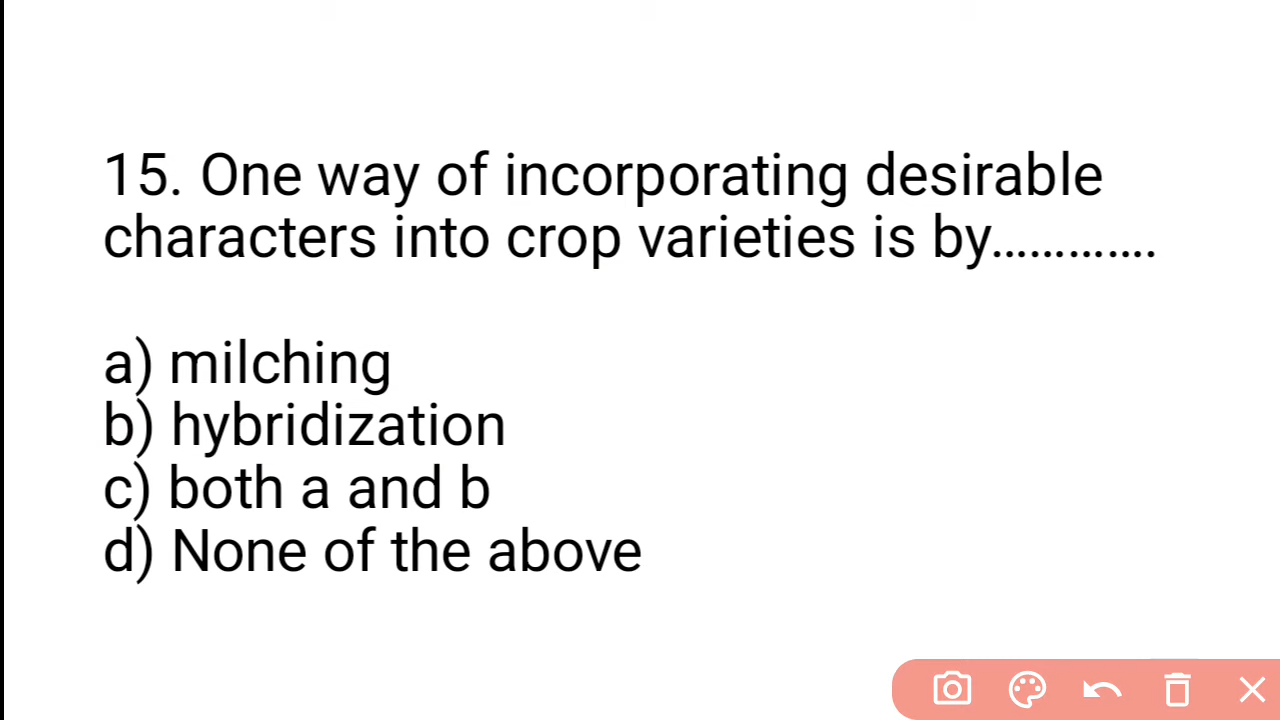 15. One way of incorporating desirable
characters into crop varieties is by.............
a) milching
b) hybridization
c) both a and b
d) None of the above